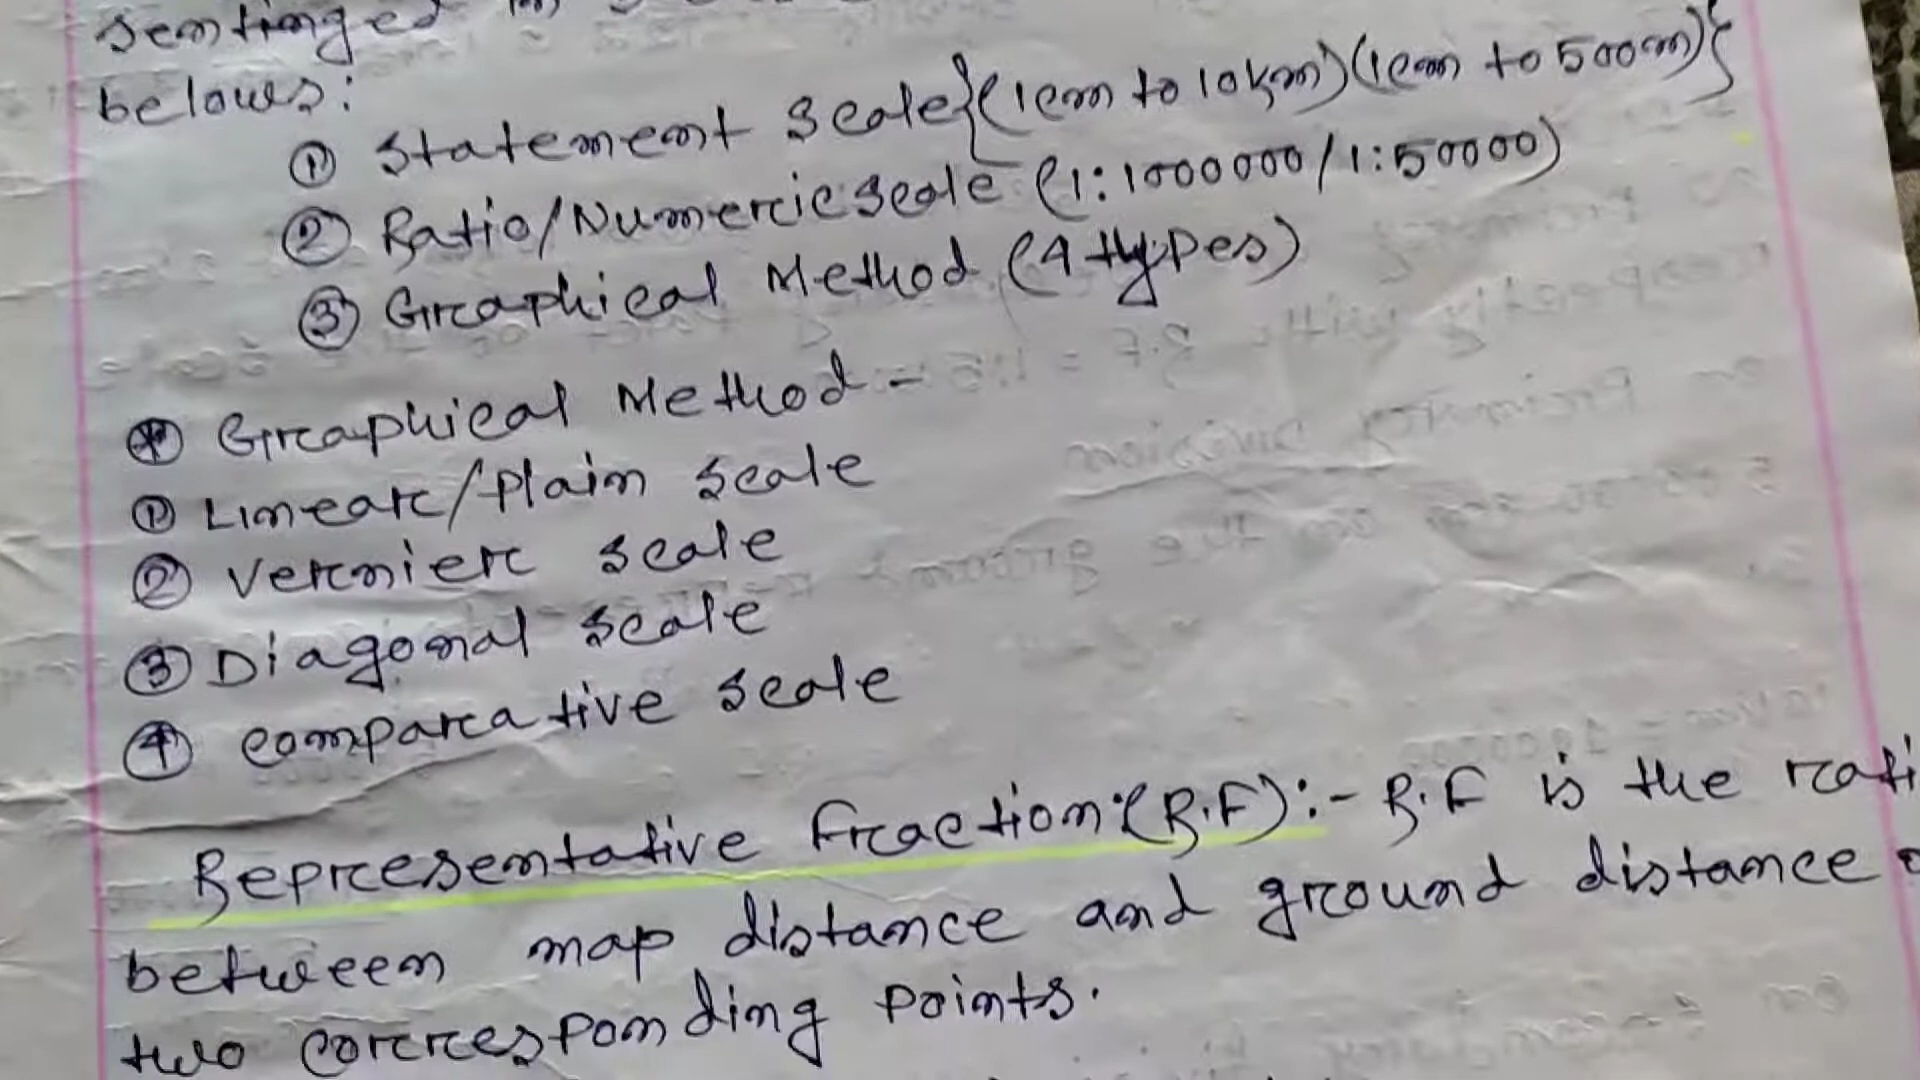 belows:
① Statement Scale{(1cm to 10km)(1cm to 500m)}
② Ratio/Numeric scale (1:1000000/1:50000)
③ Graphical Method (4 types)
* Graphical Method -
① Linear/Plain scale
② Vernier scale
③ Diagonal scale
④ comparative scale
Representative Fraction:(R.F):- R.F is the rati
between map distance and ground distance o
two corresponding points.